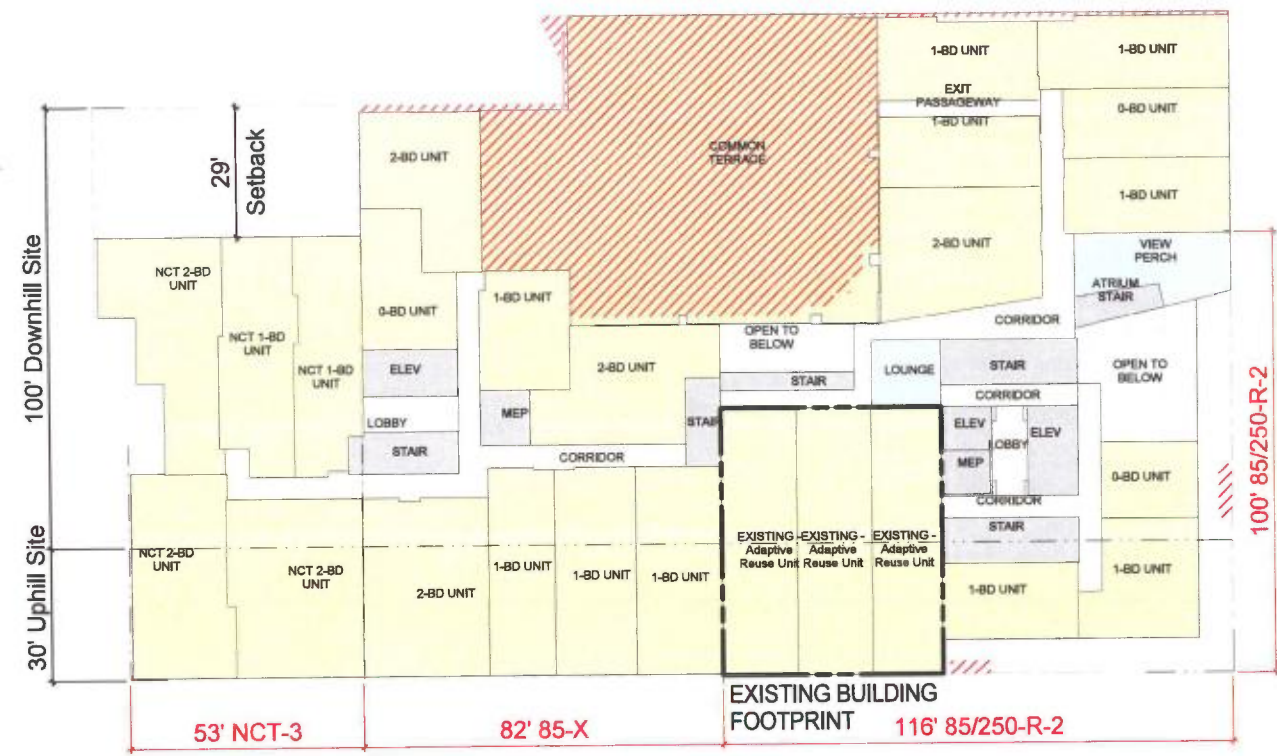 1-BD UNIT
1-BD UNIT
EXIT
PASSAGEWAY
1-BD UNIT
0-BD UNIT
2-BD UNIT
COMMON
TERRACE
29'
Setback
1-BD UNIT
2-BD UNIT
VIEW
PERCH
ATRIUM
STAIR
100' Downhill Site
NCT 2-BD
UNIT
1-BD UNIT
0-BD UNIT
NCT 1-BD
UNIT
CORRIDOR
OPEN TO
BELOW
2-BD UNIT
NCT 1-BD
UNIT
ELEV
STAIR
LOUNGE
STAIR
OPEN TO
BELOW
CORRIDOR
MEP
STAIR
LOBBY
ELEV
LOBBY
ELEV
STAIR
CORRIDOR
MEP
0-BD UNIT
CORRIDOR
STAIR
100' 85/250-R-2
30' Uphill Site
NCT 2-BD
UNIT
NCT 2-BD
UNIT
2-BD UNIT
1-BD UNIT
1-BD UNIT
1-BD UNIT
EXISTING -
Adaptive
Reuse Unit
EXISTING -
Adaptive
Reuse Unit
EXISTING -
Adaptive
Reuse Unit
1-BD UNIT
1-BD UNIT
EXISTING BUILDING
FOOTPRINT
53' NCT-3
82' 85-X
116' 85/250-R-2